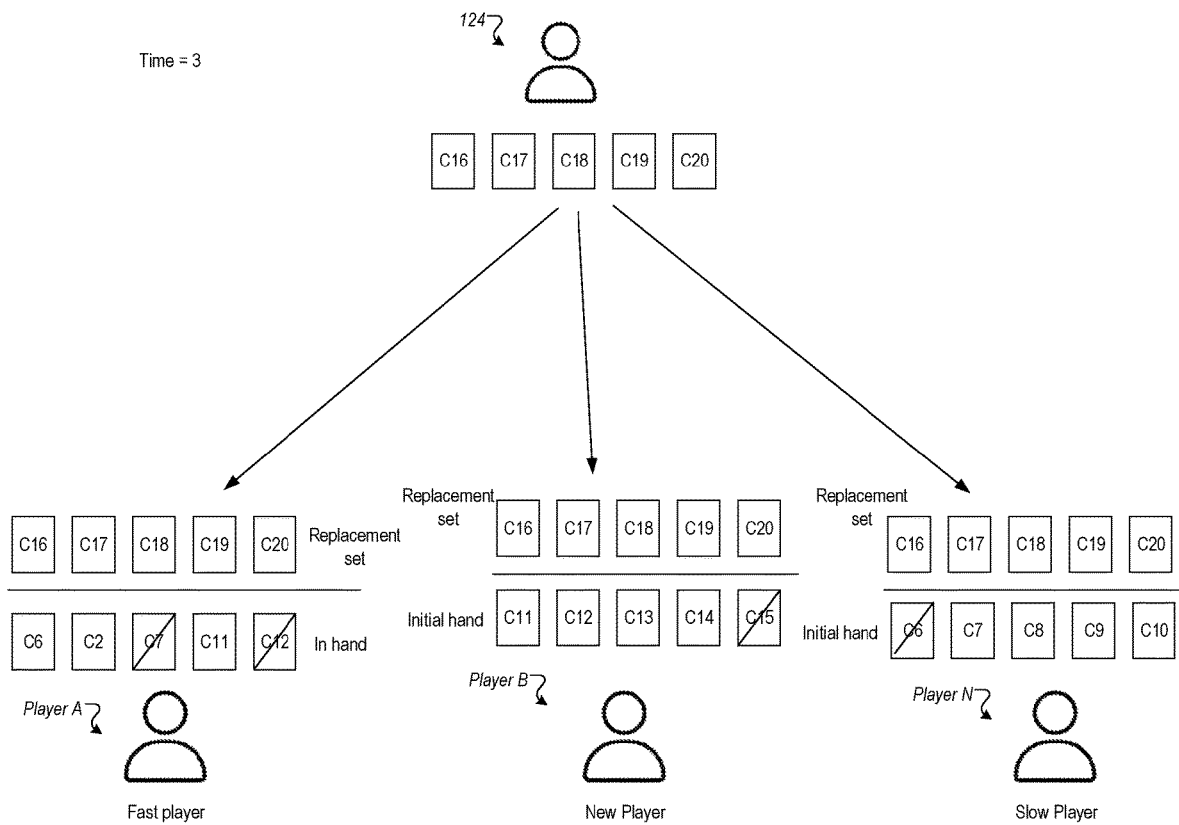 124
Time = 3
C16 C17 C18 C19 C20
Replacement set
C16 C17 C18 C19 C20
Replacement set
C16 C17 C18 C19 C20
Replacement set
C16 C17 C18 C19 C20
C6 C2 C7 C11 C12
In hand
Initial hand
C11 C12 C13 C14 C15
Initial hand
C6 C7 C8 C9 C10
Player A
Player B
Player N
Fast player
New Player
Slow Player